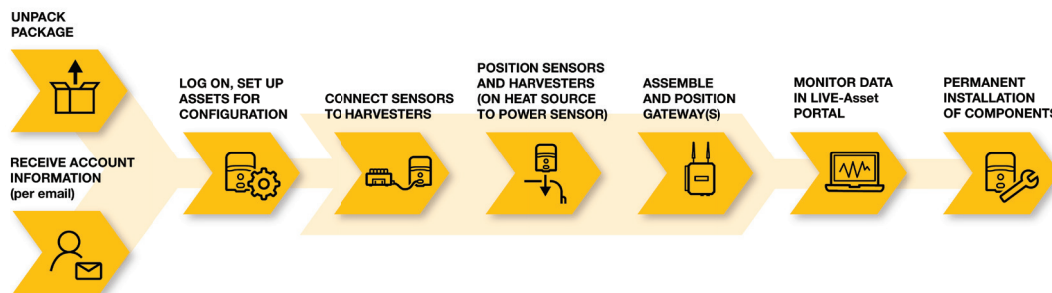 UNPACK
PACKAGE
RECEIVE ACCOUNT
INFORMATION
(per email)
LOG ON, SET UP
ASSETS FOR
CONFIGURATION
CONNECT SENSORS
TO HARVESTERS
POSITION SENSORS
AND HARVESTERS
(ON HEAT SOURCE
TO POWER SENSOR)
ASSEMBLE
AND POSITION
GATEWAY(S)
MONITOR DATA
IN LIVE-Asset
PORTAL
PERMANENT
INSTALLATION
OF COMPONENTS